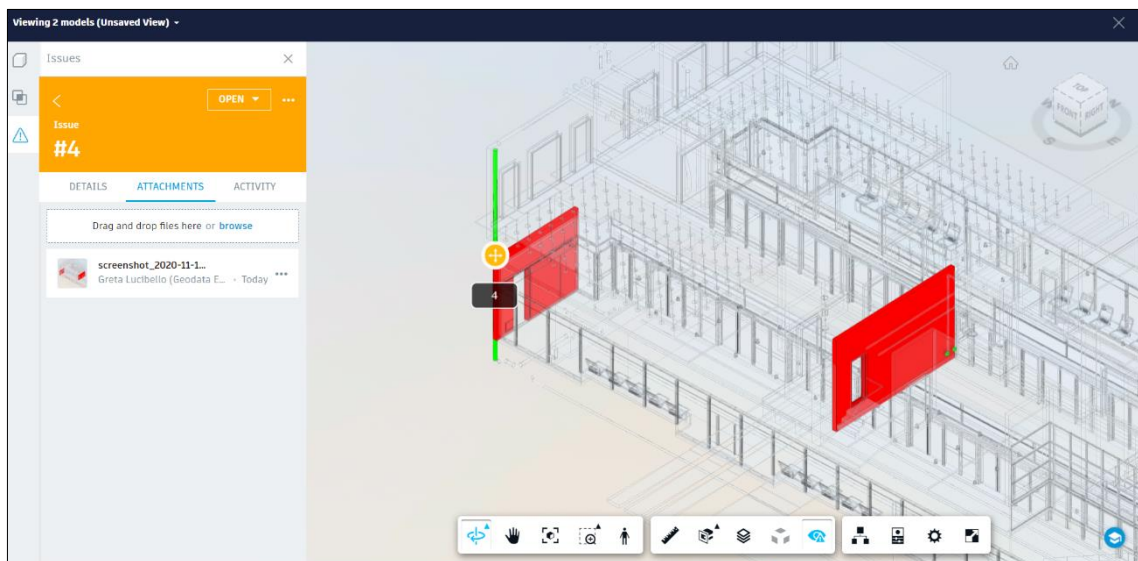 Viewing 2 models (Unsaved View)
Issues
OPEN
Issue
#4
DETAILS ATTACHMENTS ACTIVITY
Drag and drop files here or browse
screenshot_2020-11-1...
Greta Lucibello (Geodata E... · Today
4
TOP
FRONT RIGHT